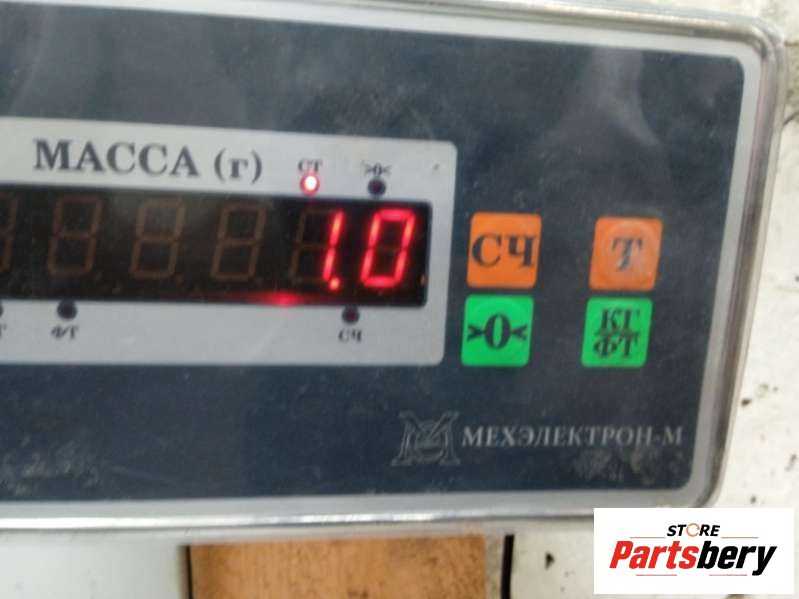 МАССА (г)
СТ
>0<
1.0
СЧ
Т
>0<
КГ
ФТ
ФТ
СЧ
МЕХЭЛЕКТРОН-М
STORE
Partsbery